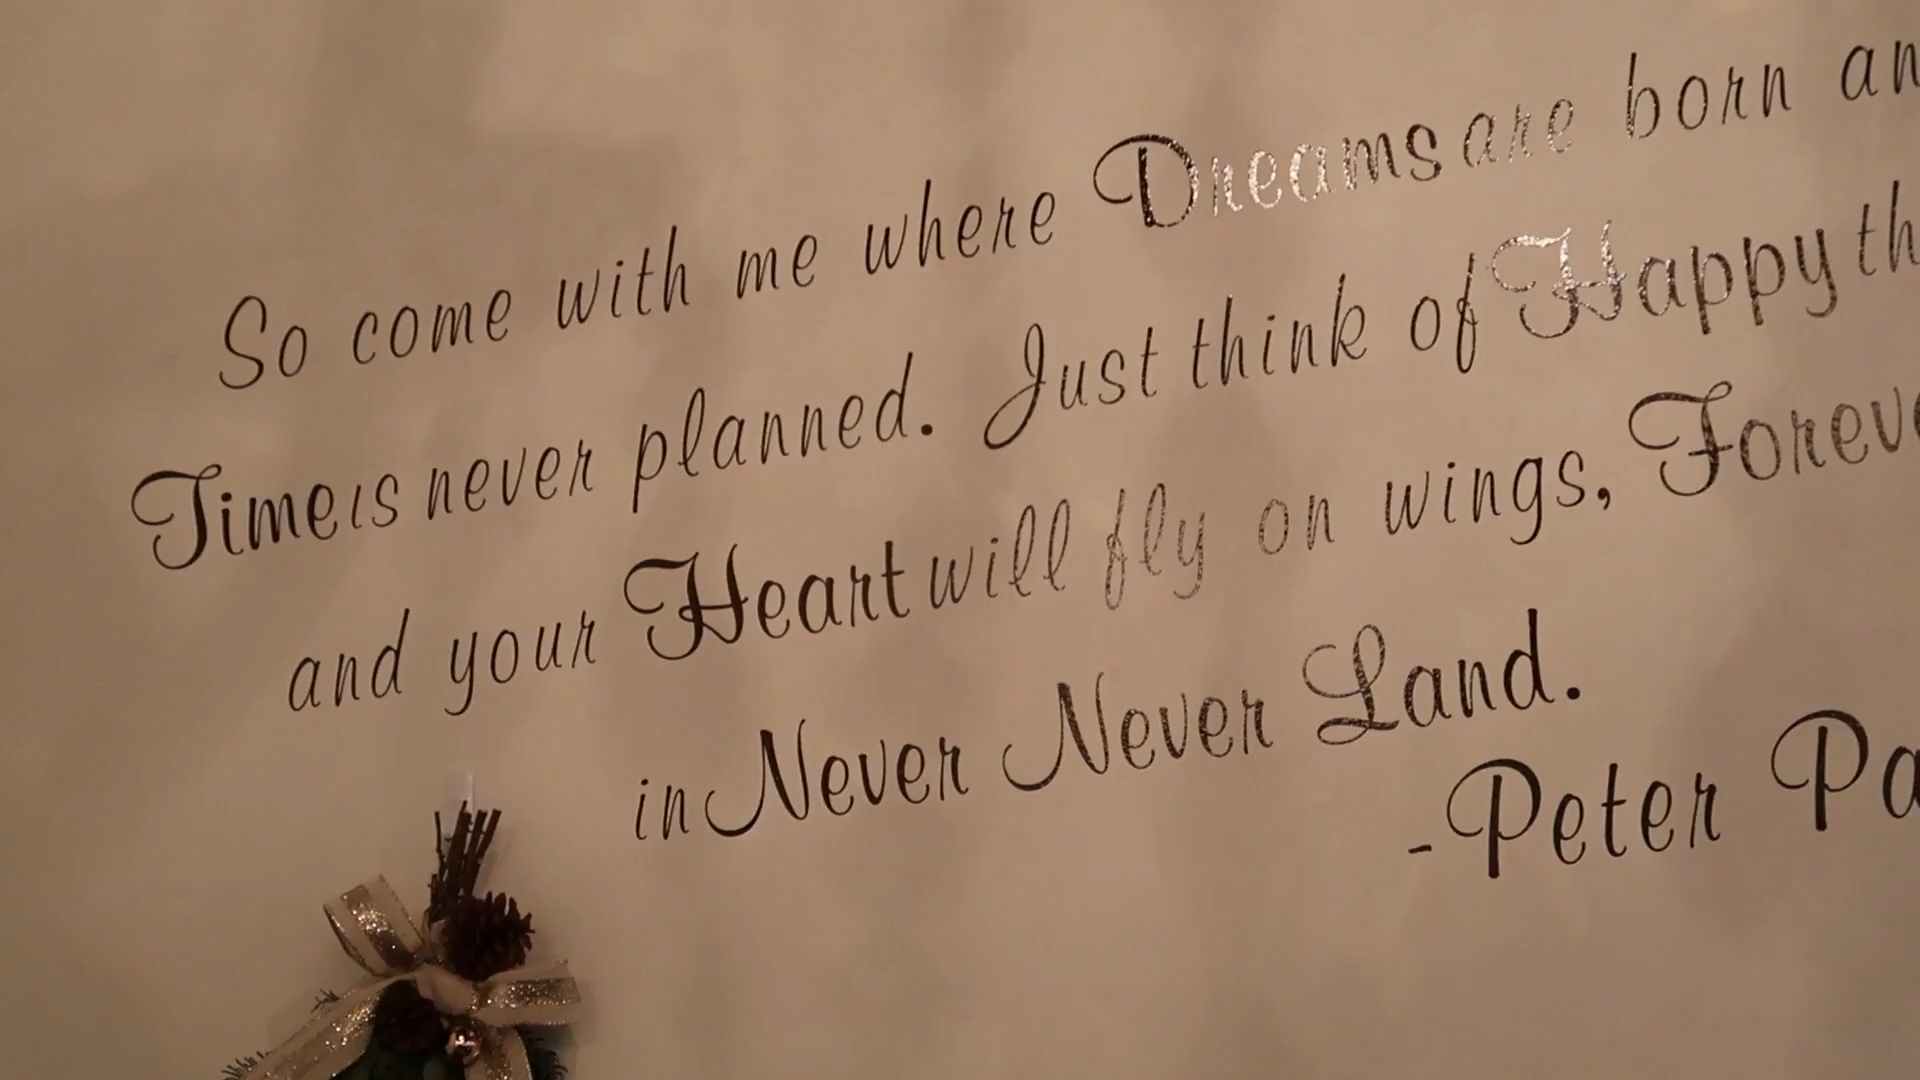 So come with me where Dreams are born an
Time is never planned. Just think of Happy th
and your Heart will fly on wings, Foreve
in Never Never Land.
-Peter Pa